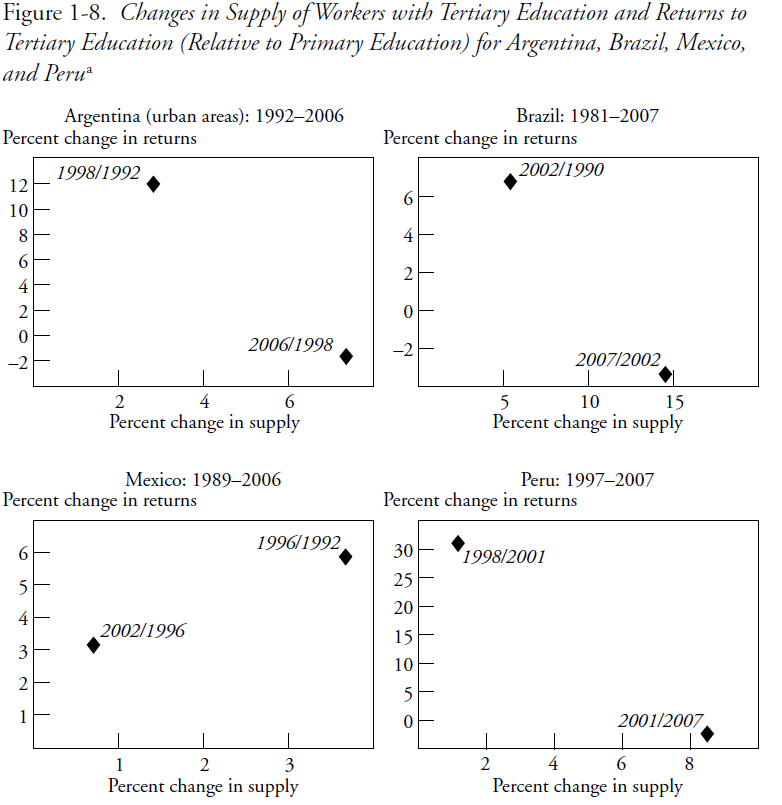 Figure 1-8. Changes in Supply of Workers with Tertiary Education and Returns to
Tertiary Education (Relative to Primary Education) for Argentina, Brazil, Mexico,
and Peruª
Argentina (urban areas): 1992–2006
Percent change in returns
1998/1992
12
10
8
6
4
2
0
–2
2006/1998
2 4 6
Percent change in supply
Brazil: 1981–2007
Percent change in returns
2002/1990
6
4
2
0
–2
2007/2002
5 10 15
Percent change in supply
Mexico: 1989–2006
Percent change in returns
1996/1992
6
5
4
2002/1996
3
2
1
1 2 3
Percent change in supply
Peru: 1997–2007
Percent change in returns
30
1998/2001
25
20
15
10
5
0
2001/2007
2 4 6 8
Percent change in supply